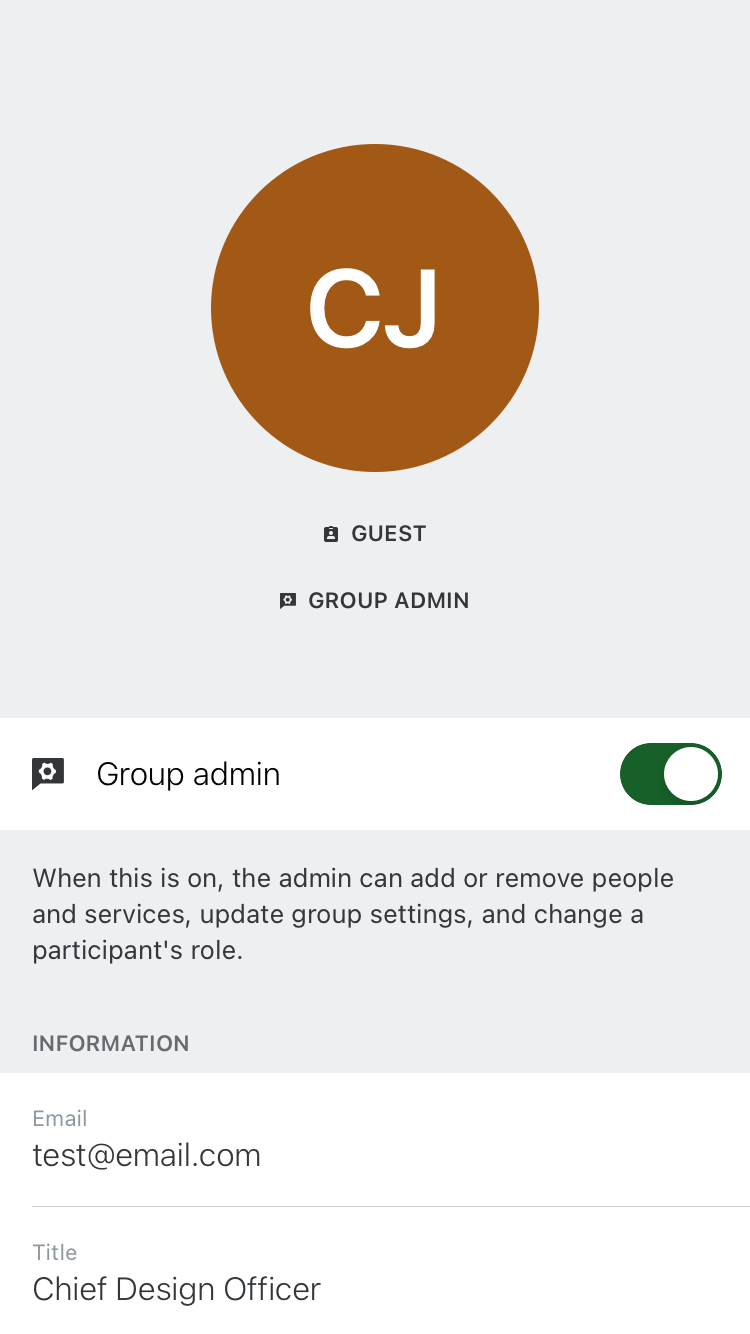 CJ
GUEST
GROUP ADMIN
Group admin
When this is on, the admin can add or remove people
and services, update group settings, and change a
participant's role.
INFORMATION
Email
test@email.com
Title
Chief Design Officer